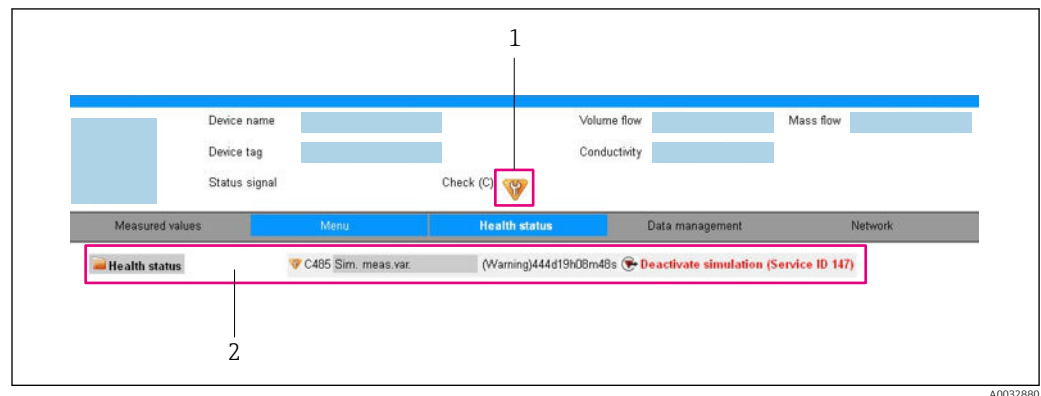 1
Device name Volume flow Mass flow
Device tag Conductivity
Status signal Check (C)
Measured values Menu Health status Data management Network
Health status C485 Sim. meas.var. (Warning)444d19h08m48s Deactivate simulation (Service ID 147)
2
A0032880